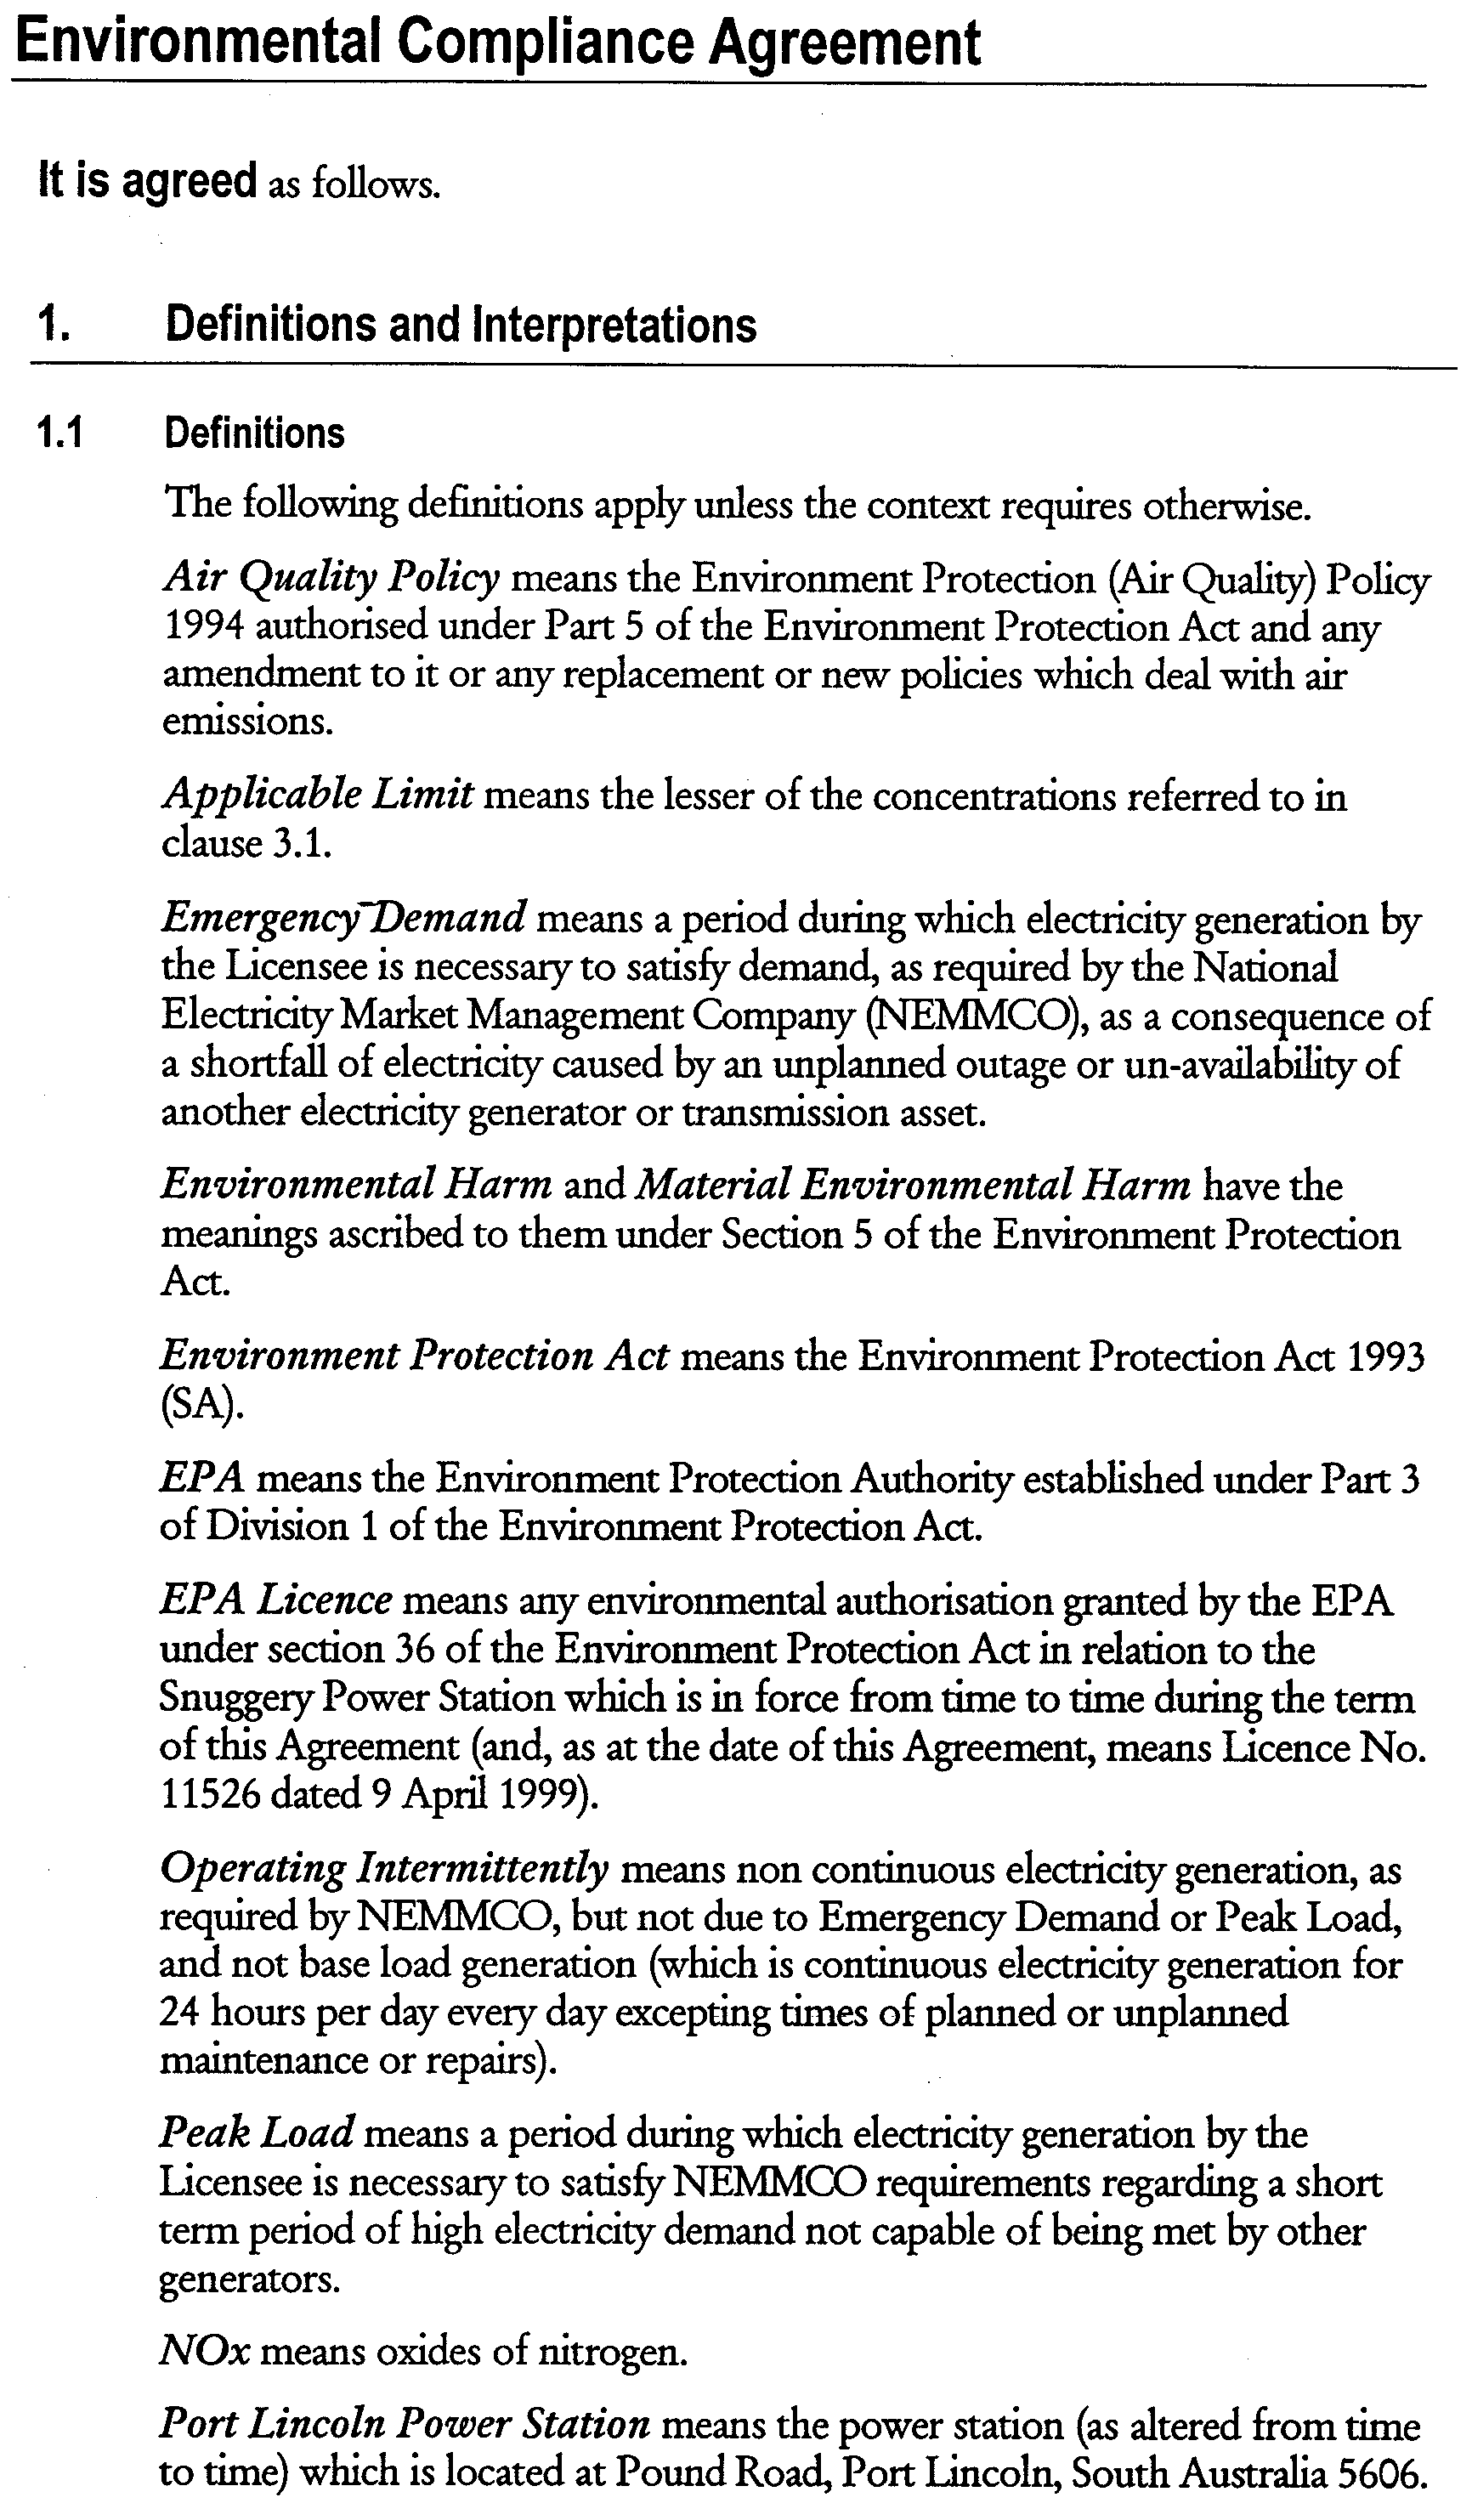 Environmental Compliance Agreement
It is agreed as follows.
1. Definitions and Interpretations
1.1 Definitions
The following definitions apply unless the context requires otherwise.
Air Quality Policy means the Environment Protection (Air Quality) Policy
1994 authorised under Part 5 of the Environment Protection Act and any
amendment to it or any replacement or new policies which deal with air
emissions.
Applicable Limit means the lesser of the concentrations referred to in
clause 3.1.
Emergency Demand means a period during which electricity generation by
the Licensee is necessary to satisfy demand, as required by the National
Electricity Market Management Company (NEMMCO), as a consequence of
a shortfall of electricity caused by an unplanned outage or un-availability of
another electricity generator or transmission asset.
Environmental Harm and Material Environmental Harm have the
meanings ascribed to them under Section 5 of the Environment Protection
Act.
Environment Protection Act means the Environment Protection Act 1993
(SA).
EPA means the Environment Protection Authority established under Part 3
of Division 1 of the Environment Protection Act.
EPA Licence means any environmental authorisation granted by the EPA
under section 36 of the Environment Protection Act in relation to the
Snuggery Power Station which is in force from time to time during the term
of this Agreement (and, as at the date of this Agreement, means Licence No.
11526 dated 9 April 1999).
Operating Intermittently means non continuous electricity generation, as
required by NEMMCO, but not due to Emergency Demand or Peak Load,
and not base load generation (which is continuous electricity generation for
24 hours per day every day excepting times of planned or unplanned
maintenance or repairs).
Peak Load means a period during which electricity generation by the
Licensee is necessary to satisfy NEMMCO requirements regarding a short
term period of high electricity demand not capable of being met by other
generators.
NOx means oxides of nitrogen.
Port Lincoln Power Station means the power station (as altered from time
to time) which is located at Pound Road, Port Lincoln, South Australia 5606.